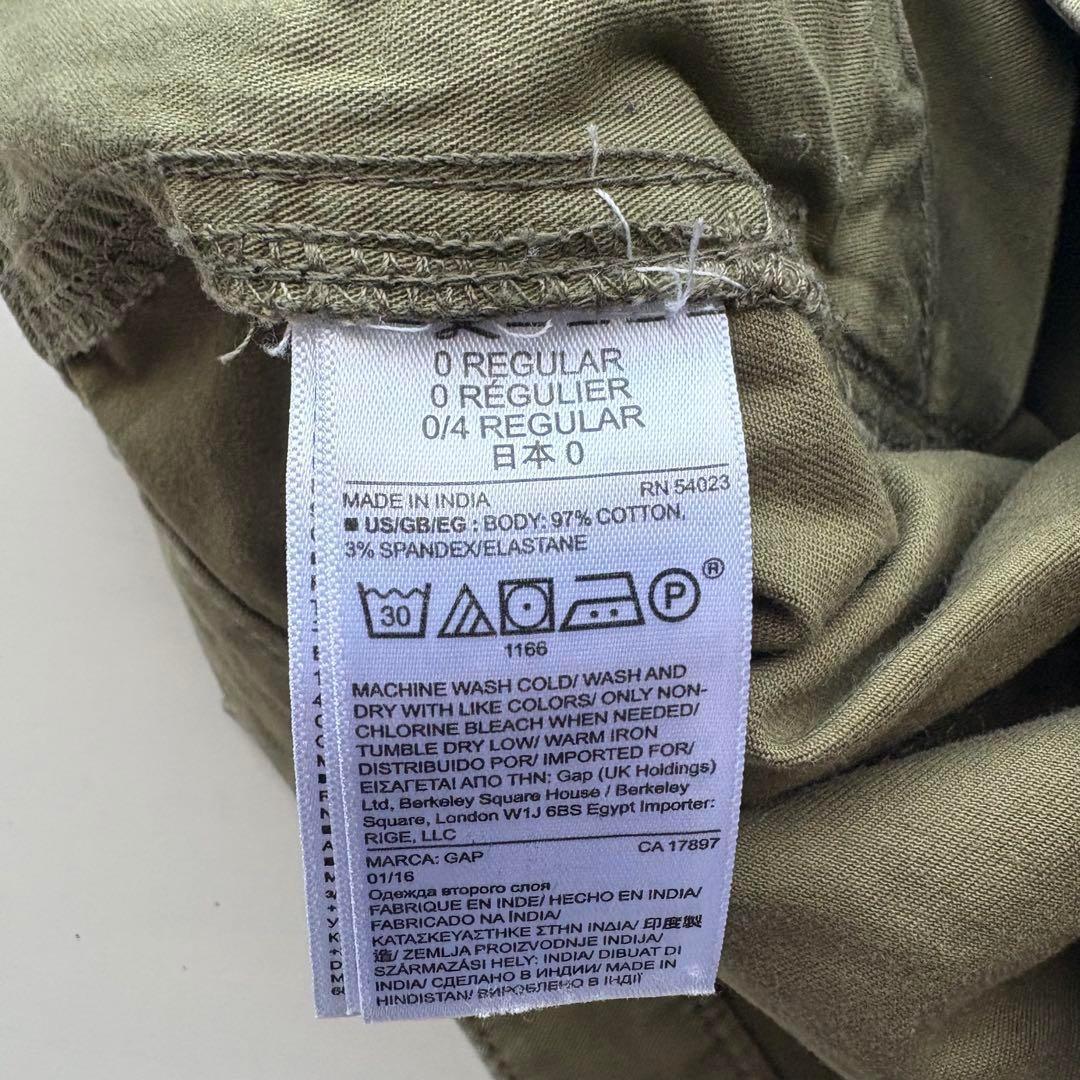 0 REGULAR
0 RÉGULIER
0/4 REGULAR
日本 0
MADE IN INDIA RN 54023
■ US/GB/EG : BODY: 97% COTTON,
3% SPANDEX/ELASTANE
30 P ®
1166
MACHINE WASH COLD/ WASH AND
DRY WITH LIKE COLORS/ ONLY NON-
CHLORINE BLEACH WHEN NEEDED/
TUMBLE DRY LOW/ WARM IRON
DISTRIBUIDO POR/ IMPORTED FOR/
ΕΙΣΑΓΕΤΑΙ ΑΠΟ ΤΗΝ: Gap (UK Holdings)
Ltd, Berkeley Square House / Berkeley
Square, London W1J 6BS Egypt Importer:
RIGE, LLC
MARCA: GAP CA 17897
01/16
Одежда второго слоя
FABRIQUE EN INDE/ HECHO EN INDIA/
FABRICADO NA ÍNDIA/
ΚΑΤΑΣΚΕΥΑΣΤΗΚΕ ΣΤΗΝ ΙΝΔΙΑ/ 印度製
造/ ZEMLJA PROIZVODNJE INDIJA/
SZÁRMAZÁSI HELY: INDIA/ DIBUAT DI
INDIA/ СДЕЛАНО В ИНДИИ/ MADE IN
HINDISTAN/ ВИРОБЛЕНО В ІНДІЇ